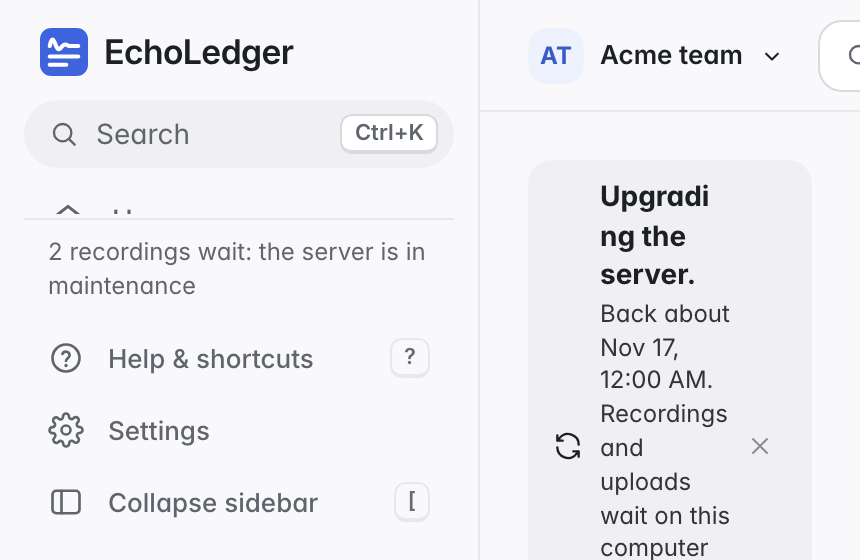 EchoLedger
Search
Ctrl+K
2 recordings wait: the server is in
maintenance
Help & shortcuts
?
Settings
Collapse sidebar
[
AT
Acme team
Upgradi
ng the
server.
Back about
Nov 17,
12:00 AM.
Recordings
and
uploads
wait on this
computer